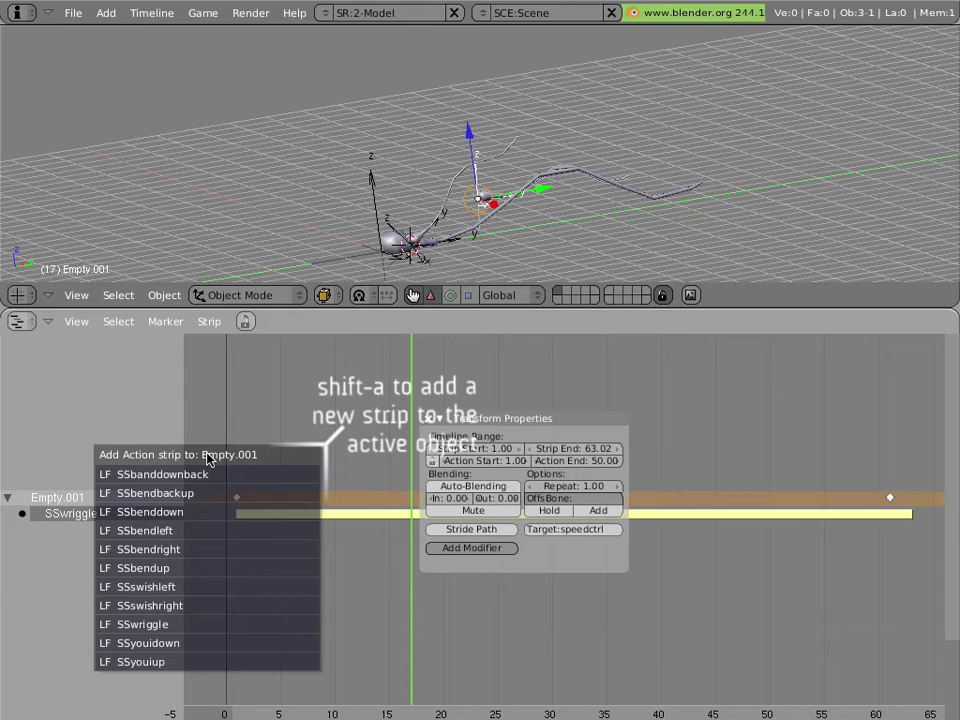 File Add Timeline Game Render Help SR:2-Model SCE:Scene www.blender.org 244.1 Ve:0 | Fa:0 | Ob:3-1 | La:0 | Mem:1
z
z
z
y
y
y
x
z
y
(17) Empty.001
View Select Object Object Mode Global
View Select Marker Strip
shift-a to add a
new strip to the
active object
Transform Properties
Timeline Range:
Strip Start: 1.00 Strip End: 63.02
Action Start: 1.00 Action End: 50.00
Blending: Options:
Auto-Blending Repeat: 1.00
In: 0.00 Out: 0.00 OffsBone:
Mute Hold Add
Stride Path Target:speedctrl
Add Modifier
Add Action strip to: Empty.001
LF SSbanddownback
LF SSbendbackup
LF SSbenddown
LF SSbendleft
LF SSbendright
LF SSbendup
LF SSswishleft
LF SSswishright
LF SSwriggle
LF SSyouidown
LF SSyouiup
Empty.001
SSwriggle
-5 0 5 10 15 20 25 30 35 40 45 50 55 60 65